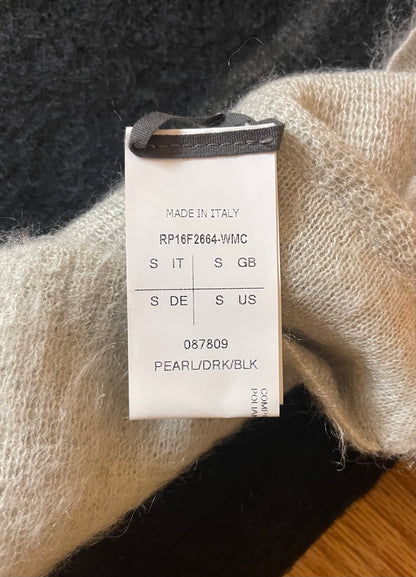 MADE IN ITALY
RP16F2664-WMC
S IT S GB
S DE S US
087809
PEARL/DRK/BLK